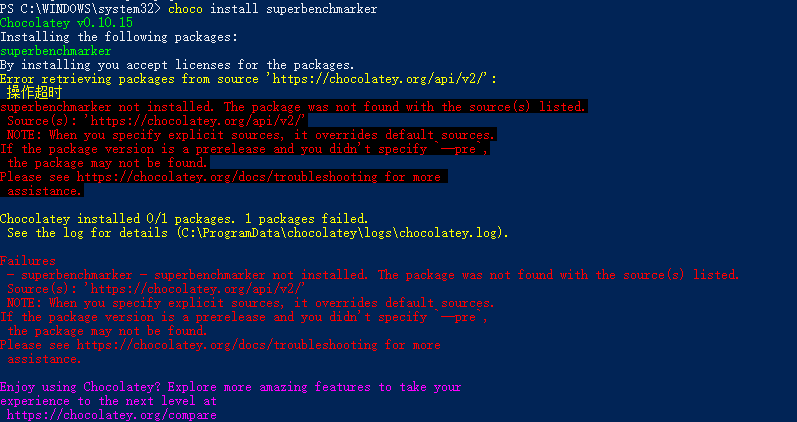 PS C:\WINDOWS\system32> choco install superbenchmarker
Chocolatey v0.10.15
Installing the following packages:
superbenchmarker
By installing you accept licenses for the packages.
Error retrieving packages from source 'https://chocolatey.org/api/v2/':
操作超时
superbenchmarker not installed. The package was not found with the source(s) listed.
Source(s): 'https://chocolatey.org/api/v2/'
NOTE: When you specify explicit sources, it overrides default sources.
If the package version is a prerelease and you didn't specify `--pre`,
the package may not be found.
Please see https://chocolatey.org/docs/troubleshooting for more
assistance.
Chocolatey installed 0/1 packages. 1 packages failed.
See the log for details (C:\ProgramData\chocolatey\logs\chocolatey.log).
Failures
- superbenchmarker - superbenchmarker not installed. The package was not found with the source(s) listed.
Source(s): 'https://chocolatey.org/api/v2/'
NOTE: When you specify explicit sources, it overrides default sources.
If the package version is a prerelease and you didn't specify `--pre`,
the package may not be found.
Please see https://chocolatey.org/docs/troubleshooting for more
assistance.
Enjoy using Chocolatey? Explore more amazing features to take your
experience to the next level at
https://chocolatey.org/compare